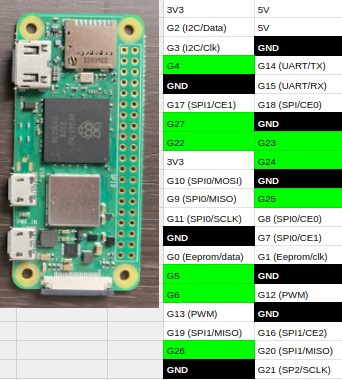 3V3 5V
G2 (I2C/Data) 5V
G3 (I2C/Clk) GND
G4 G14 (UART/TX)
GND G15 (UART/RX)
G17 (SPI1/CE1) G18 (SPI/CE0)
G27 GND
G22 G23
3V3 G24
G10 (SPI0/MOSI) GND
G9 (SPI0/MISO) G25
G11 (SPI0/SCLK) G8 (SPI0/CE0)
GND G7 (SPI0/CE1)
G0 (Eeprom/data) G1 (Eeprom/clk)
G5 GND
G6 G12 (PWM)
G13 (PWM) GND
G19 (SPI1/MISO) G16 (SPI1/CE2)
G26 G20 (SPI1/MISO)
GND G21 (SP2/SCLK)